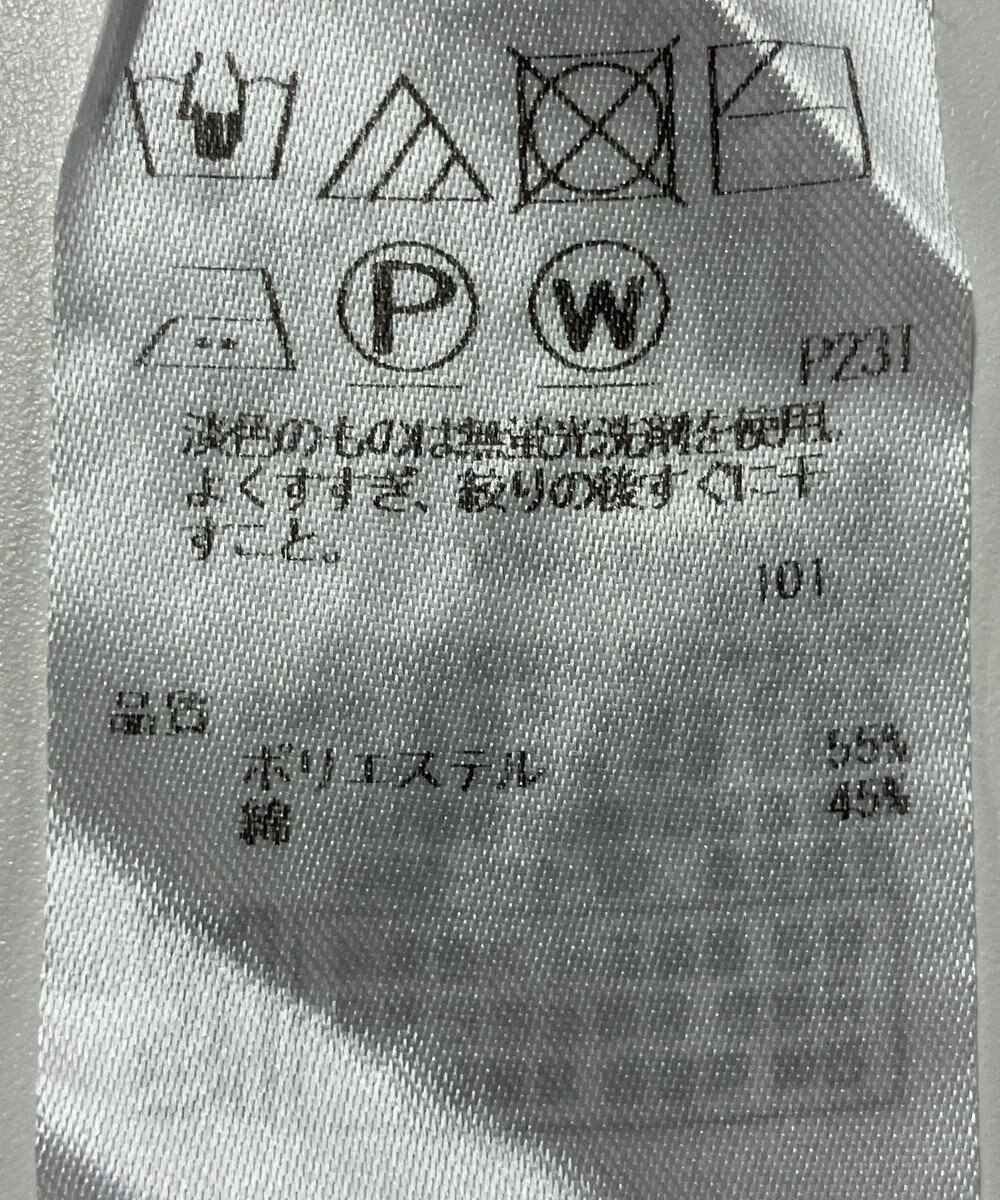 P W
P231
淡色のものは無蛍光洗剤を使用,
よくすすぎ、絞りの後すぐに干
すこと。
101
品質
ポリエステル 55%
綿 45%